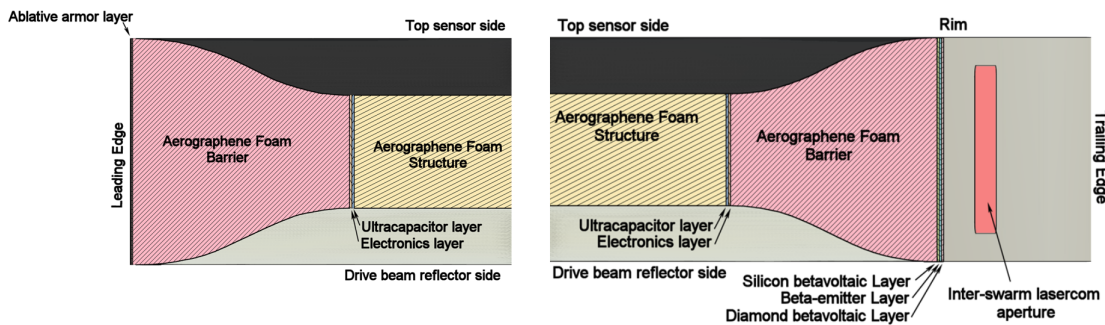 Ablative armor layer
Top sensor side
Leading Edge
Aerographene Foam
Barrier
Aerographene Foam
Structure
Ultracapacitor layer
Electronics layer
Drive beam reflector side
Top sensor side
Rim
Aerographene Foam
Structure
Aerographene Foam
Barrier
Trailing Edge
Ultracapacitor layer
Electronics layer
Drive beam reflector side
Silicon betavoltaic Layer
Beta-emitter Layer
Diamond betavoltaic Layer
Inter-swarm lasercom
aperture